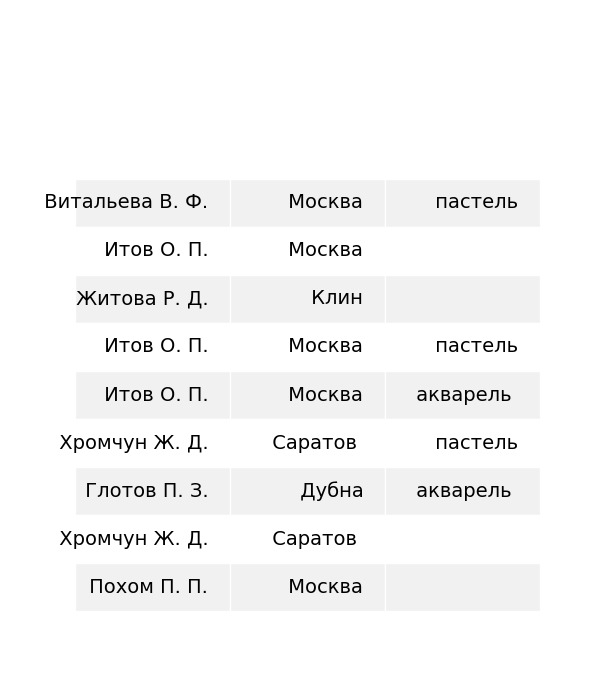 Витальева В. Ф. Москва пастель
Итов О. П. Москва
Житова Р. Д. Клин
Итов О. П. Москва пастель
Итов О. П. Москва акварель
Хромчун Ж. Д. Саратов пастель
Глотов П. З. Дубна акварель
Хромчун Ж. Д. Саратов
Похом П. П. Москва